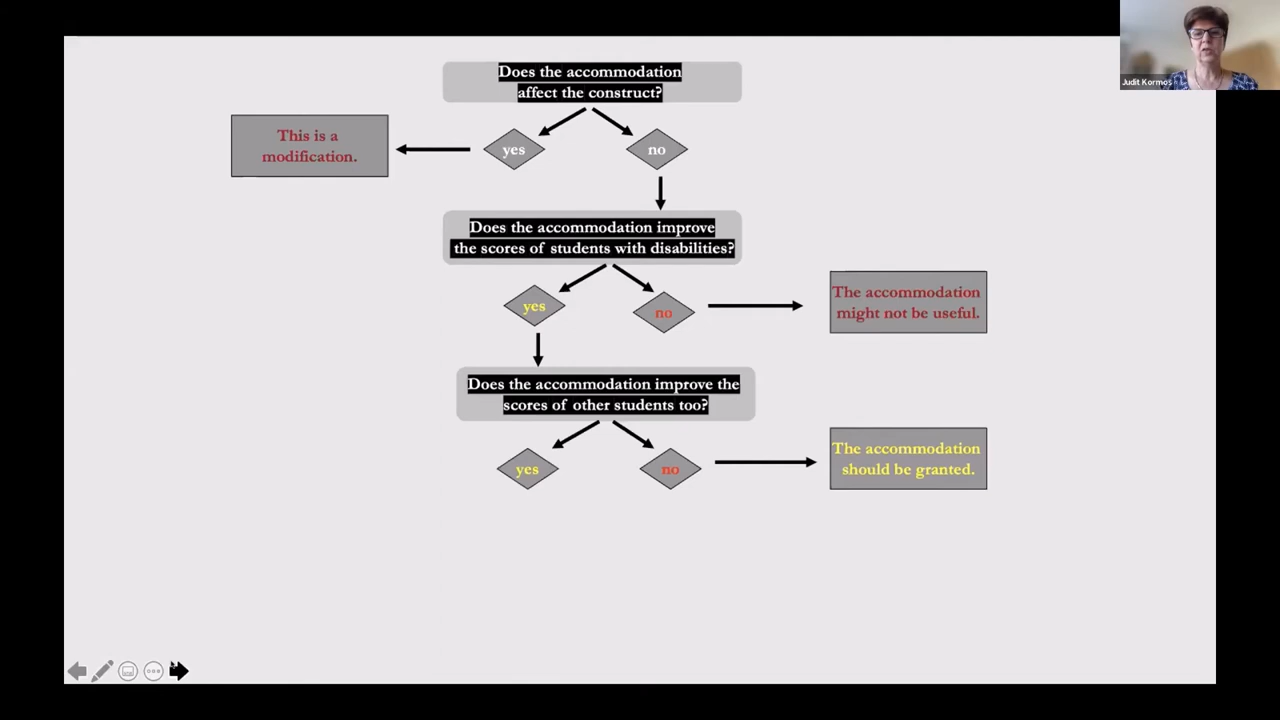 Judit Kormos
Does the accommodation
affect the construct?
This is a
modification.
yes
no
Does the accommodation improve
the scores of students with disabilities?
yes
no
The accommodation
might not be useful.
Does the accommodation improve the
scores of other students too?
yes
no
The accommodation
should be granted.